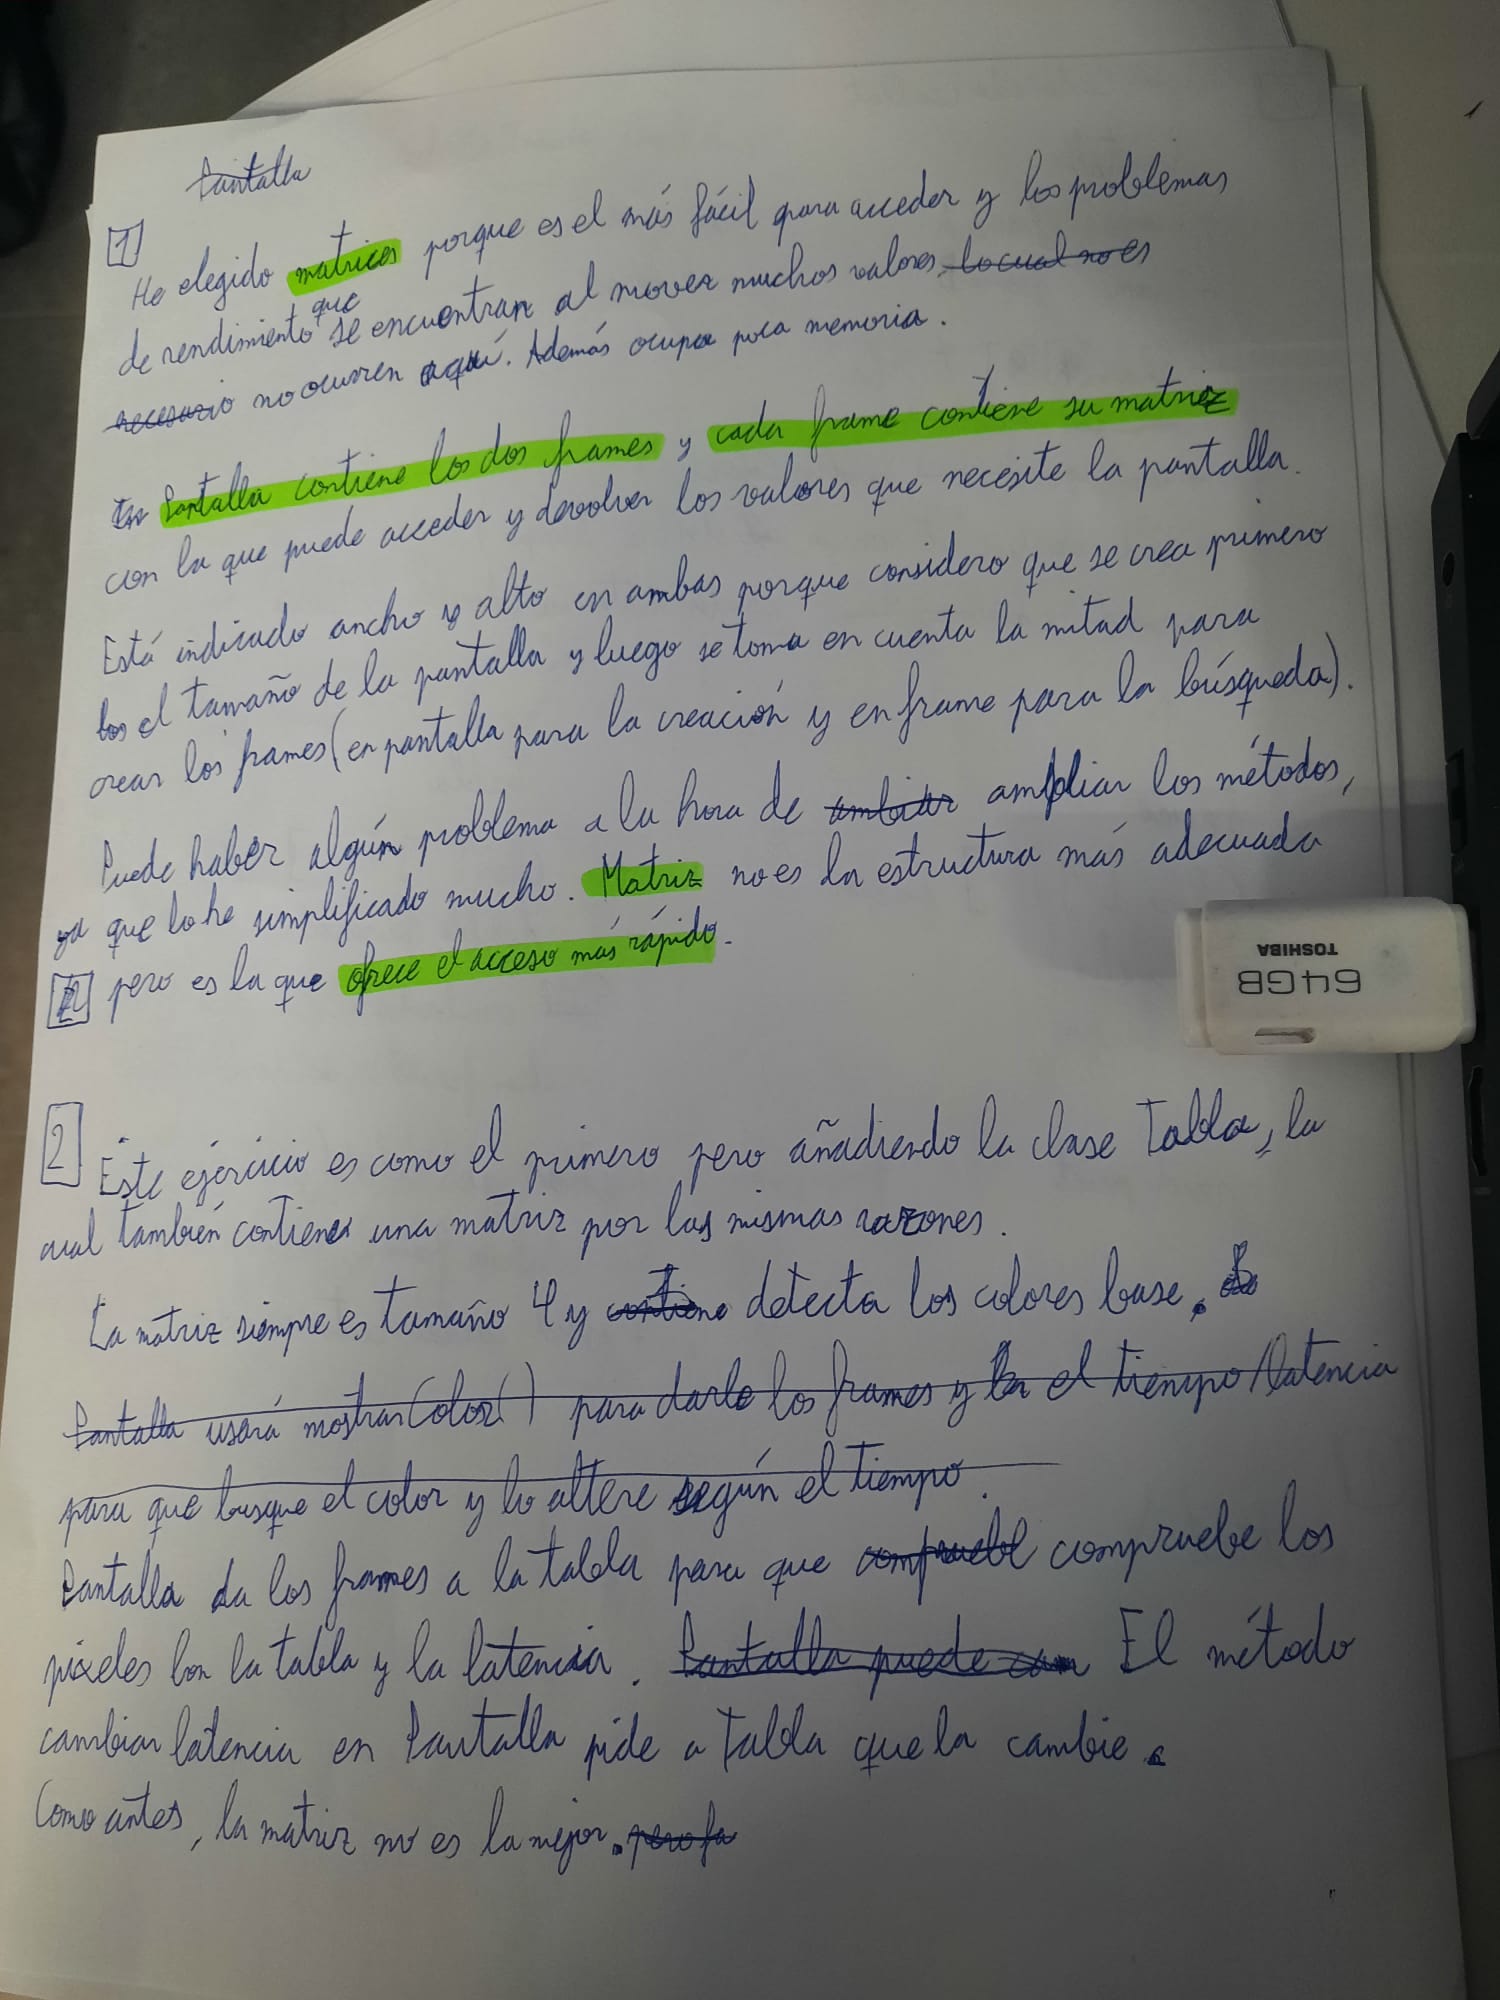 Pantalla
1
He elegido matrices porque es el más fácil para acceder y los problemas
de rendimiento que se encuentran al mover muchos valores, lo cual no es
necesario no ocurren aquí. Además ocupa poca memoria.
En Pantalla contiene los dos frames y cada frame contiene su matriz
con la que puede acceder y devolver los valores que necesite la pantalla.
Está indicado ancho y alto en ambas porque considero que se crea primero
los el tamaño de la pantalla y luego se toma en cuenta la mitad para
crear los frames (en pantalla para la creación y en frame para la búsqueda).
Puede haber algún problema a la hora de ambiar ampliar los métodos,
ya que lo he simplificado mucho. Matriz no es la estructura más adecuada
pero es la que ofrece el acceso más rápido.
TOSHIBA
64GB
2
Este ejercicio es como el primero pero añadiendo la clase Tabla, la
cual también contiene una matriz por las mismas razones.
La matriz siempre es tamaño 4 y contiene detecta los colores base.
Pantalla usará mostrarColor() para darle los frames y la el tiempo/latencia
para que busque el color y lo altere según el tiempo.
Pantalla da los frames a la tabla para que compruebe compruebe los
píxeles con la tabla y la latencia. Pantalla puede cam El método
cambiar latencia en Pantalla pide a Tabla que la cambie.
Como antes, la matriz no es la mejor. pero fa